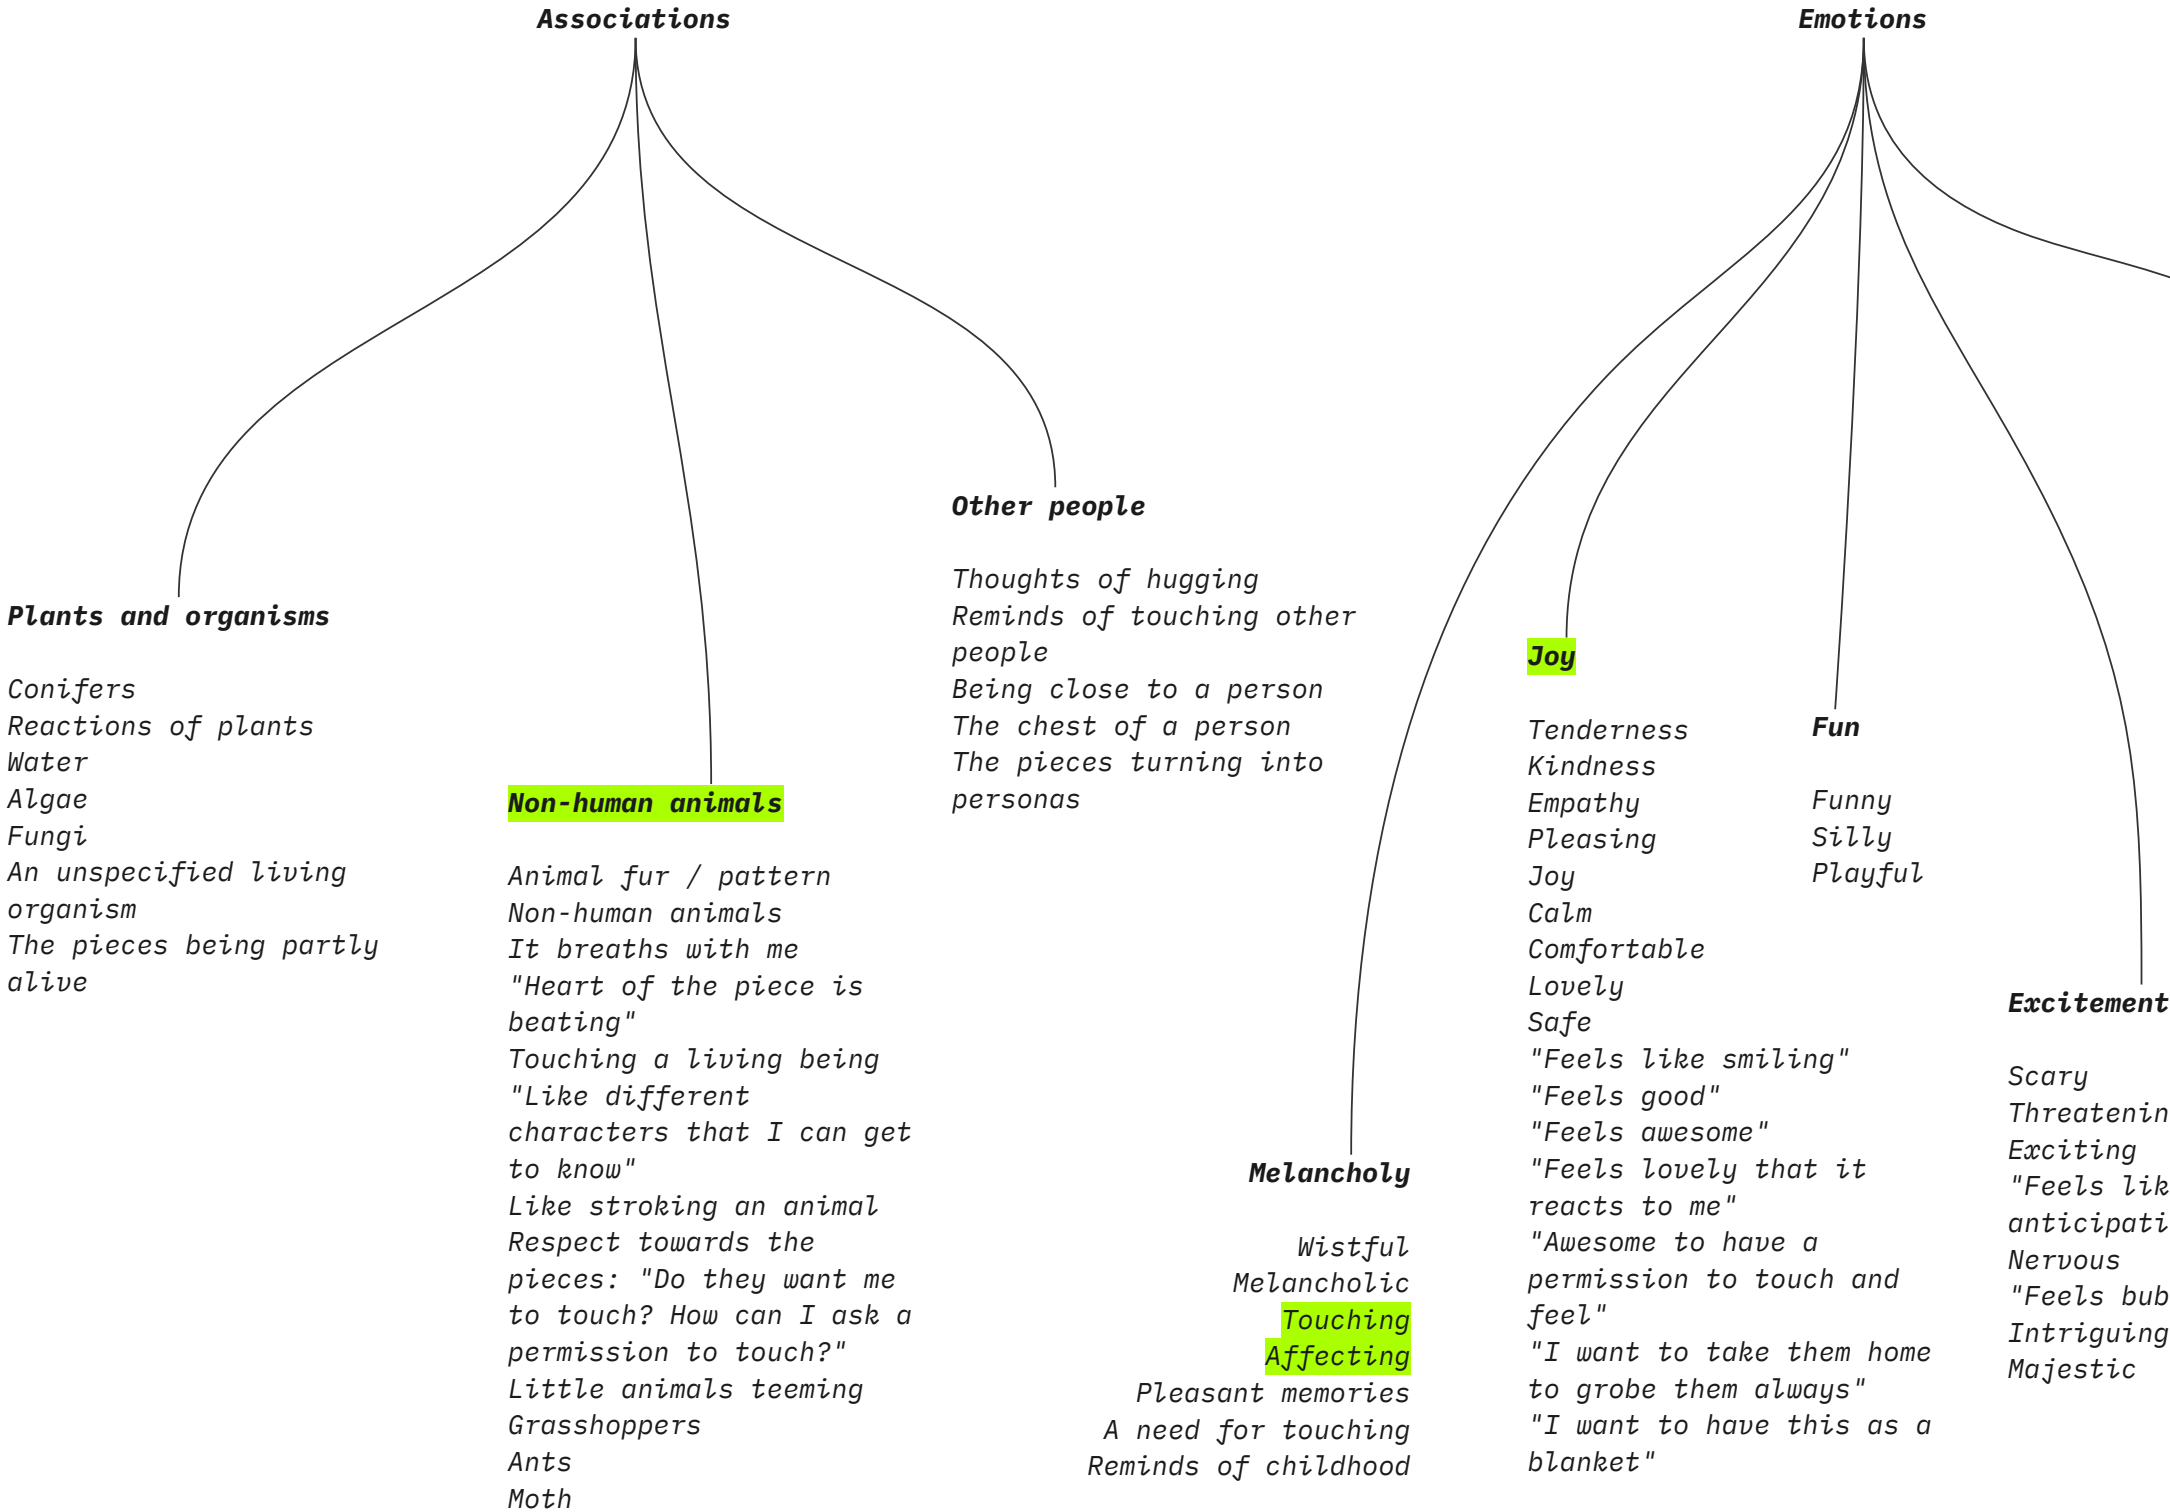 Associations
Emotions
Other people
Thoughts of hugging
Reminds of touching other
people
Being close to a person
The chest of a person
The pieces turning into
personas
Plants and organisms
Conifers
Reactions of plants
Water
Algae
Fungi
An unspecified living
organism
The pieces being partly
alive
Non-human animals
Animal fur / pattern
Non-human animals
It breaths with me
"Heart of the piece is
beating"
Touching a living being
"Like different
characters that I can get
to know"
Like stroking an animal
Respect towards the
pieces: "Do they want me
to touch? How can I ask a
permission to touch?"
Little animals teeming
Grasshoppers
Ants
Moth
Melancholy
Wistful
Melancholic
Touching
Affecting
Pleasant memories
A need for touching
Reminds of childhood
Joy
Tenderness
Kindness
Empathy
Pleasing
Joy
Calm
Comfortable
Lovely
Safe
"Feels like smiling"
"Feels good"
"Feels awesome"
"Feels lovely that it
reacts to me"
"Awesome to have a
permission to touch and
feel"
"I want to take them home
to grobe them always"
"I want to have this as a
blanket"
Fun
Funny
Silly
Playful
Excitement
Scary
Threatenin
Exciting
"Feels lik
anticipati
Nervous
"Feels bub
Intriguing
Majestic